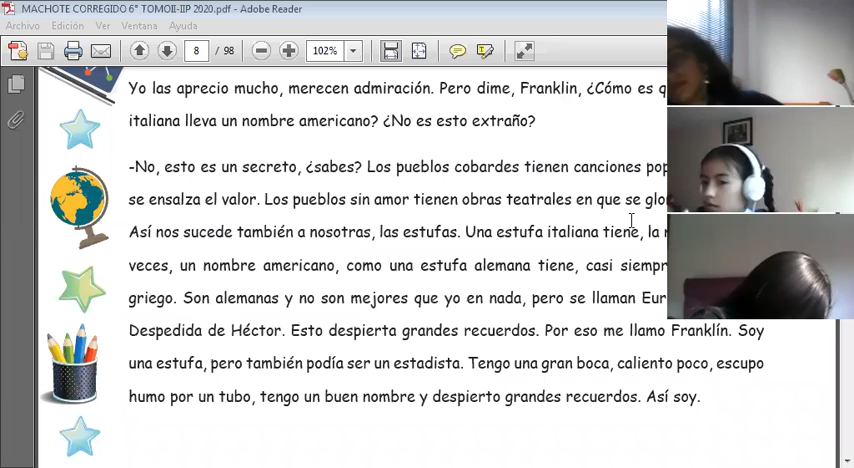 MACHOTE CORREGIDO 6° TOMOII-IIP 2020.pdf - Adobe Reader
Archivo Edición Ver Ventana Ayuda
8 / 98 102%
Yo las aprecio mucho, merecen admiración. Pero dime, Franklin, ¿Cómo es
italiana lleva un nombre americano? ¿No es esto extraño?
-No, esto es un secreto, ¿sabes? Los pueblos cobardes tienen canciones
se ensalza el valor. Los pueblos sin amor tienen obras teatrales en que se
Así nos sucede también a nosotras, las estufas. Una estufa italiana tiene, la
veces, un nombre americano, como una estufa alemana tiene, casi
griego. Son alemanas y no son mejores que yo en nada, pero se llaman
Despedida de Héctor. Esto despierta grandes recuerdos. Por eso me llamo Franklín. Soy
una estufa, pero también podía ser un estadista. Tengo una gran boca, caliento poco, escupo
humo por un tubo, tengo un buen nombre y despierto grandes recuerdos. Así soy.